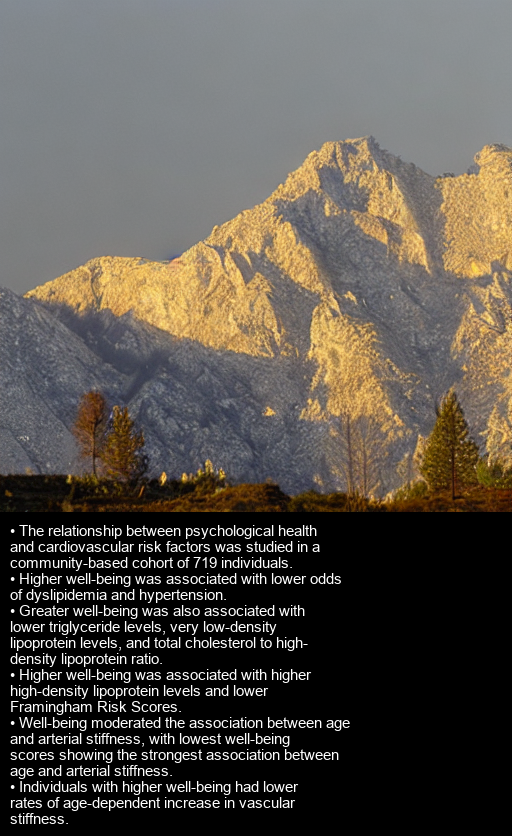 • The relationship between psychological health
and cardiovascular risk factors was studied in a
community-based cohort of 719 individuals.
• Higher well-being was associated with lower odds
of dyslipidemia and hypertension.
• Greater well-being was also associated with
lower triglyceride levels, very low-density
lipoprotein levels, and total cholesterol to high-
density lipoprotein ratio.
• Higher well-being was associated with higher
high-density lipoprotein levels and lower
Framingham Risk Scores.
• Well-being moderated the association between age
and arterial stiffness, with lowest well-being
scores showing the strongest association between
age and arterial stiffness.
• Individuals with higher well-being had lower
rates of age-dependent increase in vascular
stiffness.